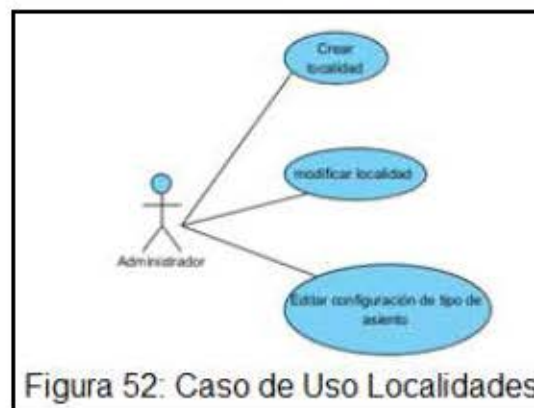 Crear
localidad
modificar localidad
Administrador
Editar configuración de tipo de
asiento
Figura 52: Caso de Uso Localidades